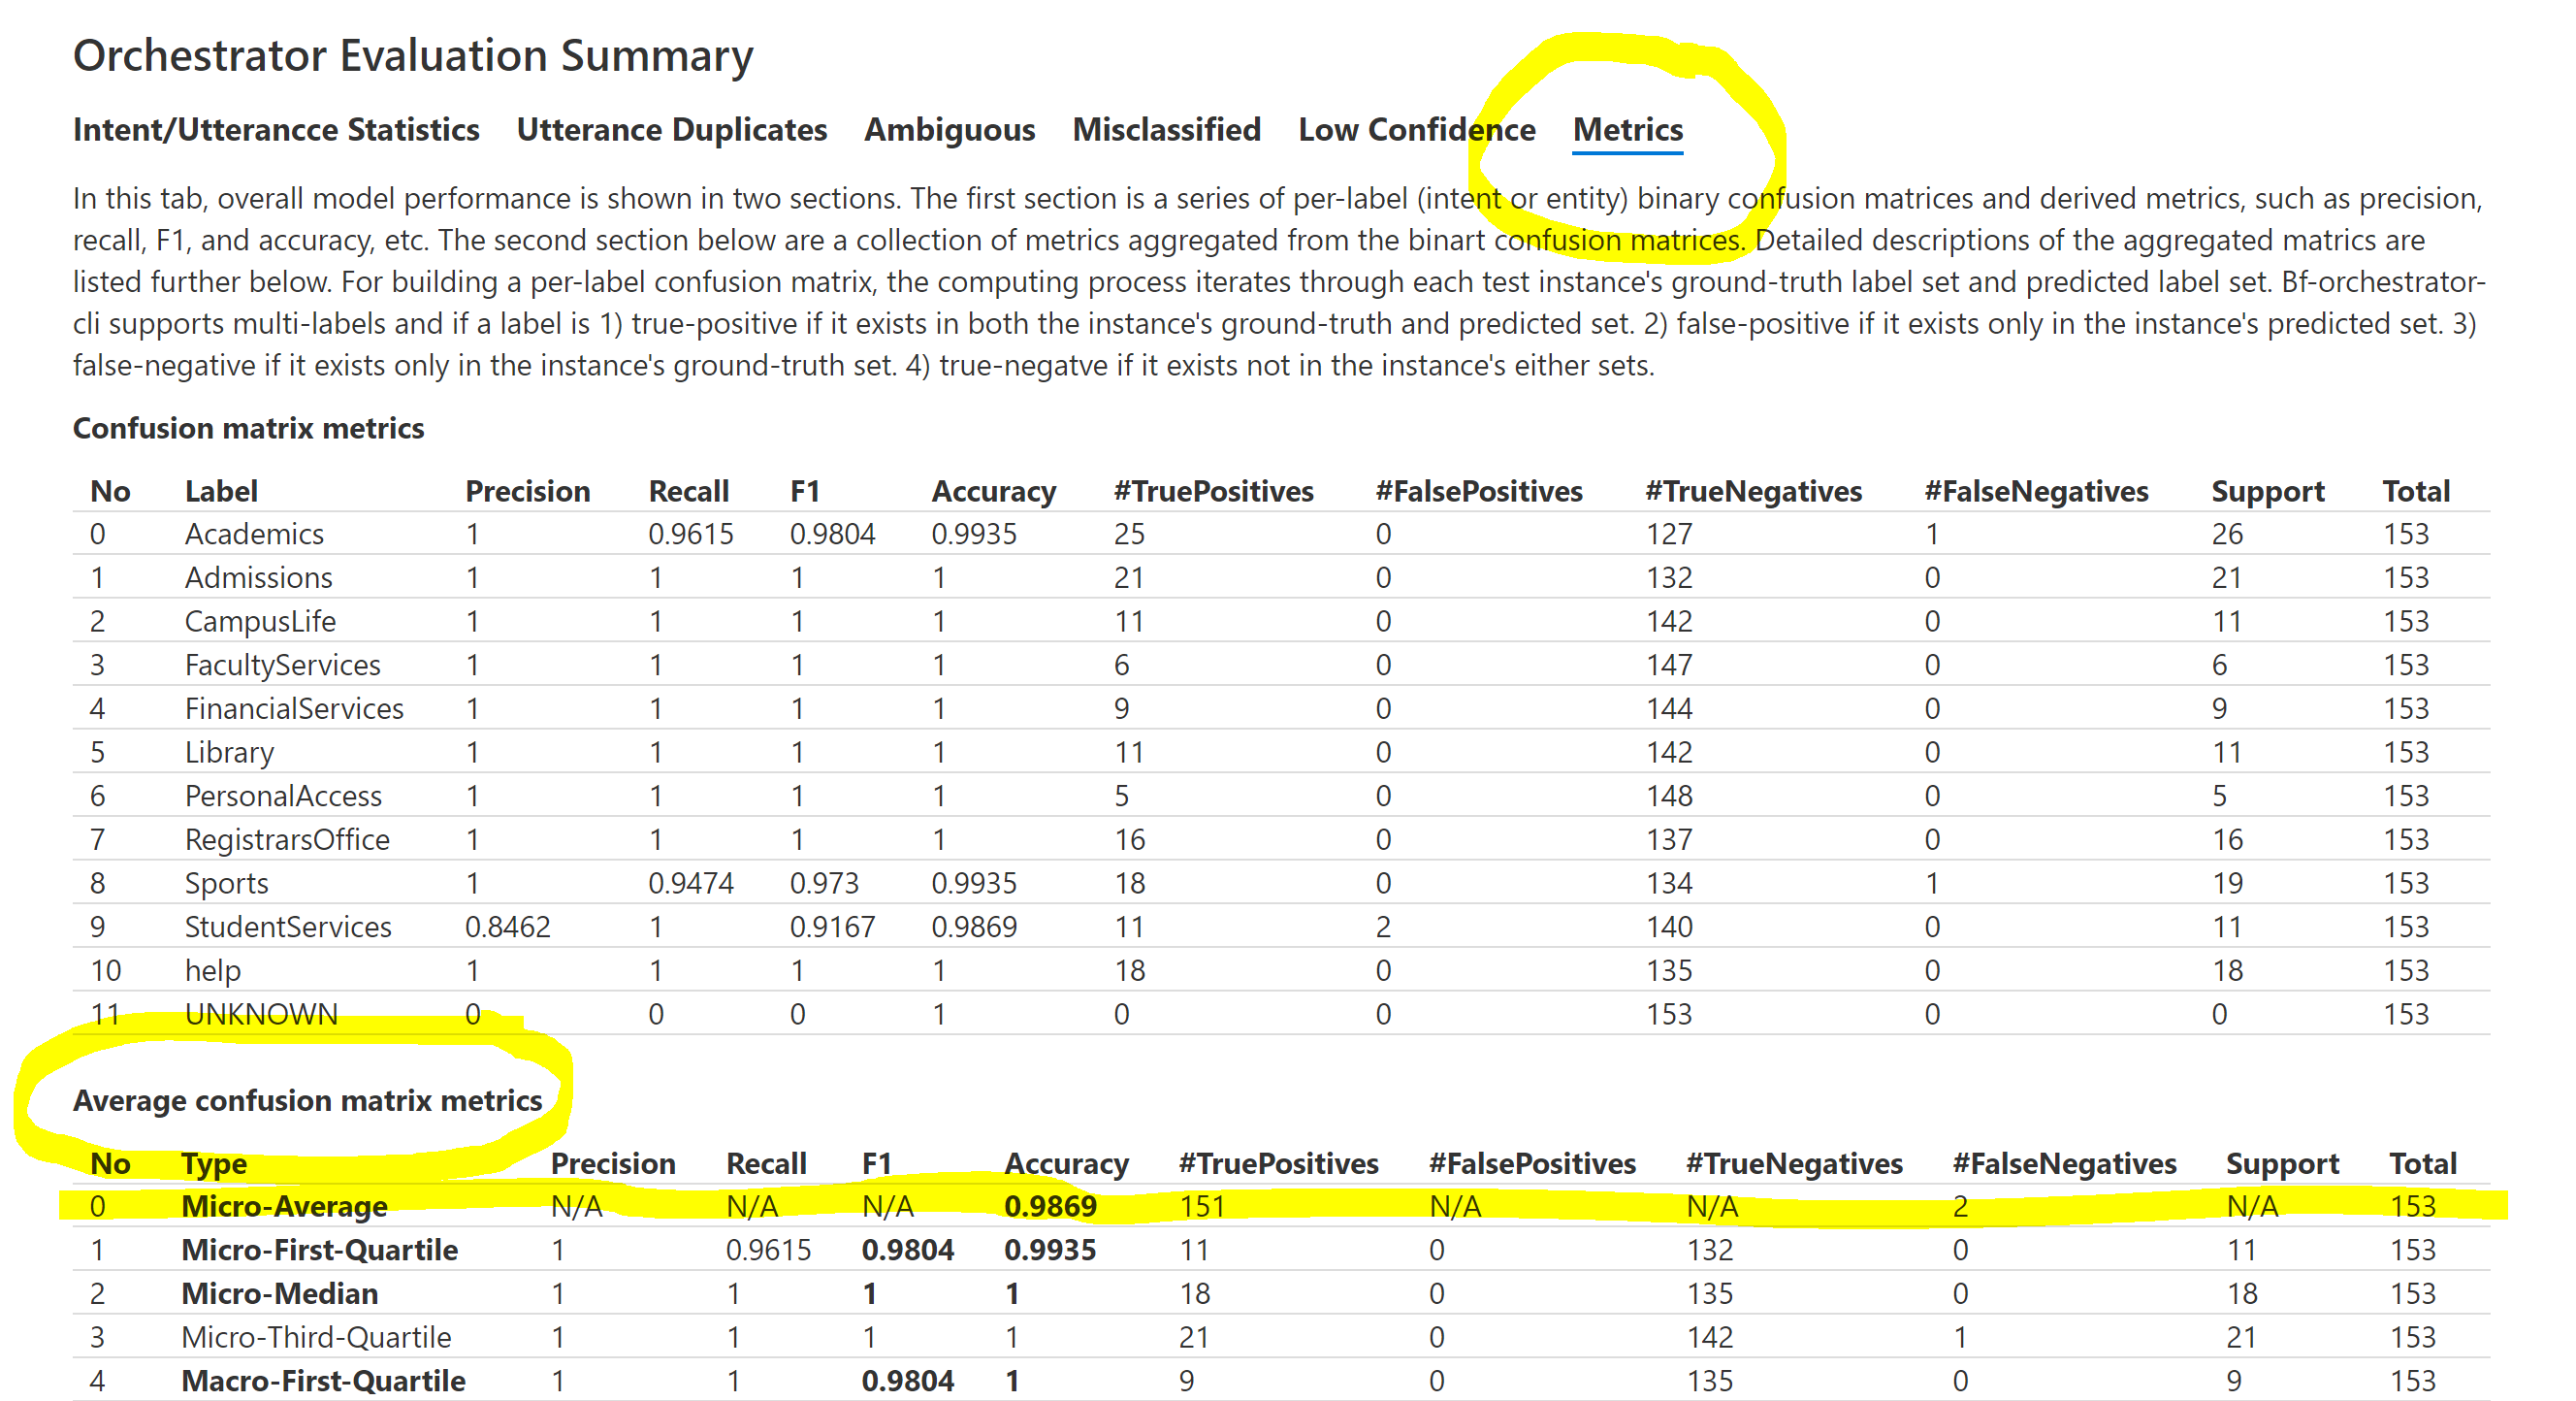 Orchestrator Evaluation Summary
Intent/Utterancce Statistics Utterance Duplicates Ambiguous Misclassified Low Confidence Metrics
In this tab, overall model performance is shown in two sections. The first section is a series of per-label (intent or entity) binary confusion matrices and derived metrics, such as precision,
recall, F1, and accuracy, etc. The second section below are a collection of metrics aggregated from the binart confusion matrices. Detailed descriptions of the aggregated matrics are
listed further below. For building a per-label confusion matrix, the computing process iterates through each test instance's ground-truth label set and predicted label set. Bf-orchestrator-
cli supports multi-labels and if a label is 1) true-positive if it exists in both the instance's ground-truth and predicted set. 2) false-positive if it exists only in the instance's predicted set. 3)
false-negative if it exists only in the instance's ground-truth set. 4) true-negatve if it exists not in the instance's either sets.
Confusion matrix metrics
No Label Precision Recall F1 Accuracy #TruePositives #FalsePositives #TrueNegatives #FalseNegatives Support Total
0 Academics 1 0.9615 0.9804 0.9935 25 0 127 1 26 153
1 Admissions 1 1 1 1 21 0 132 0 21 153
2 CampusLife 1 1 1 1 11 0 142 0 11 153
3 FacultyServices 1 1 1 1 6 0 147 0 6 153
4 FinancialServices 1 1 1 1 9 0 144 0 9 153
5 Library 1 1 1 1 11 0 142 0 11 153
6 PersonalAccess 1 1 1 1 5 0 148 0 5 153
7 RegistrarsOffice 1 1 1 1 16 0 137 0 16 153
8 Sports 1 0.9474 0.973 0.9935 18 0 134 1 19 153
9 StudentServices 0.8462 1 0.9167 0.9869 11 2 140 0 11 153
10 help 1 1 1 1 18 0 135 0 18 153
11 UNKNOWN 0 0 0 1 0 0 153 0 0 153
Average confusion matrix metrics
No Type Precision Recall F1 Accuracy #TruePositives #FalsePositives #TrueNegatives #FalseNegatives Support Total
0 Micro-Average N/A N/A N/A 0.9869 151 N/A N/A 2 N/A 153
1 Micro-First-Quartile 1 0.9615 0.9804 0.9935 11 0 132 0 11 153
2 Micro-Median 1 1 1 1 18 0 135 0 18 153
3 Micro-Third-Quartile 1 1 1 1 21 0 142 1 21 153
4 Macro-First-Quartile 1 1 0.9804 1 9 0 135 0 9 153